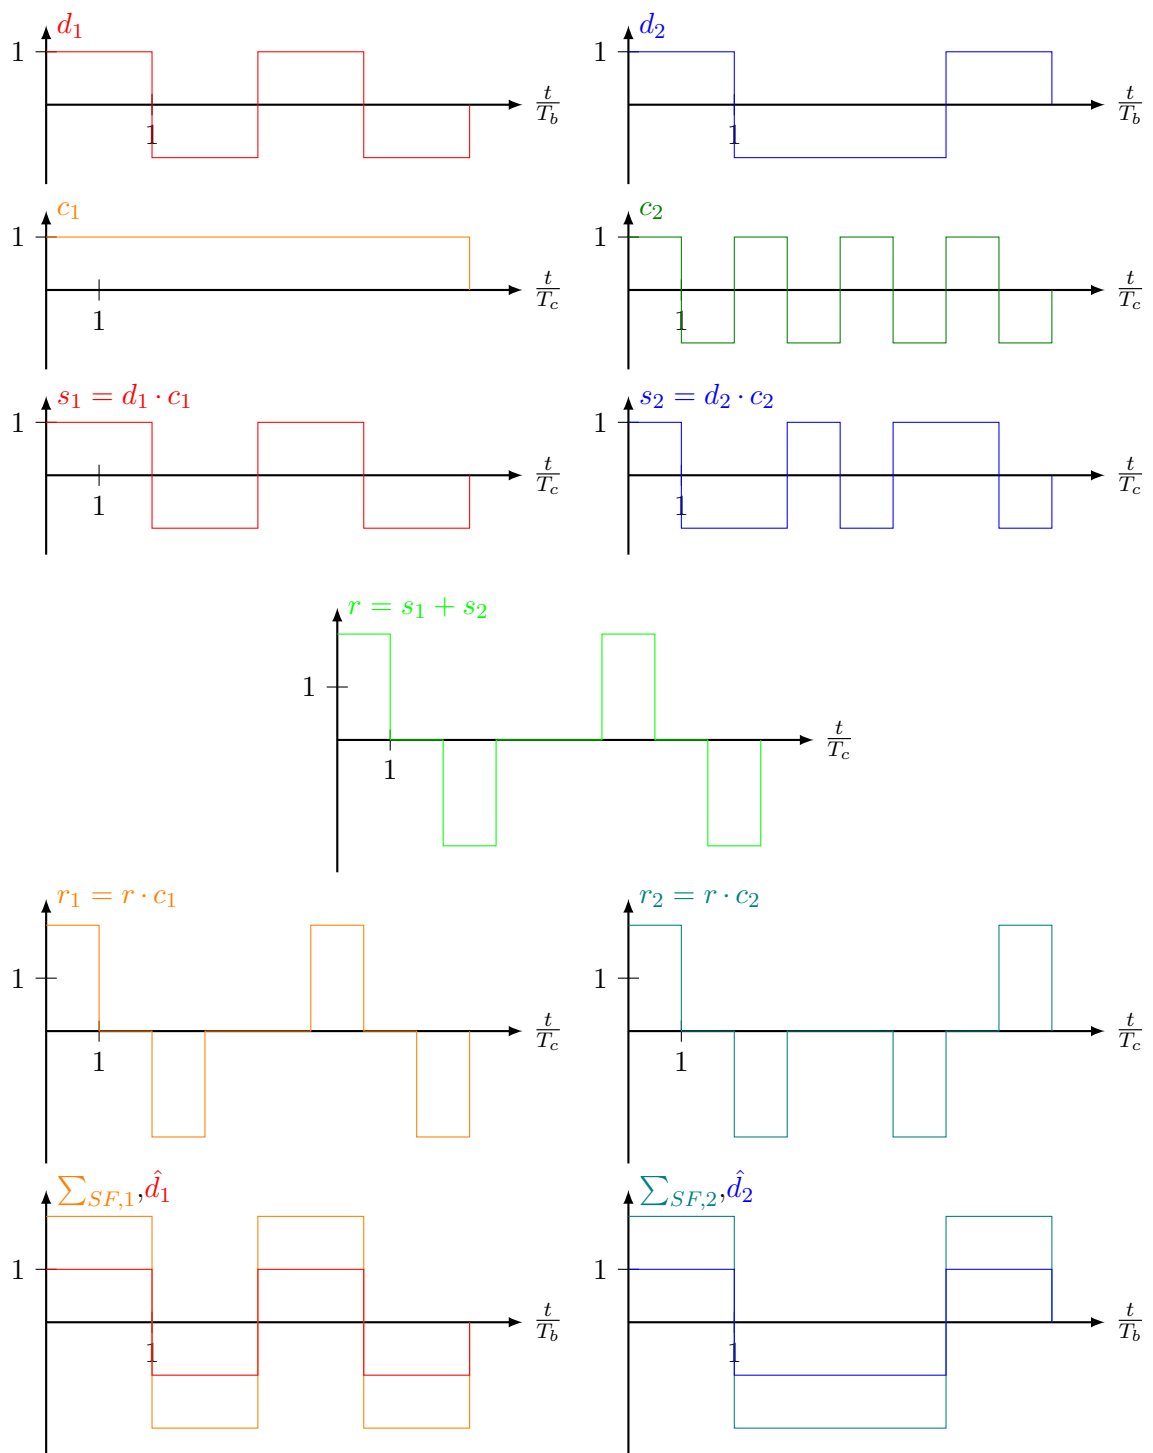 d₁ d₂
1 1
t/T_b t/T_b
1 1
c₁ c₂
1 1
t/T_c t/T_c
1 1
s₁ = d₁ · c₁ s₂ = d₂ · c₂
1 1
t/T_c t/T_c
1 1
r = s₁ + s₂
1
t/T_c
1
r₁ = r · c₁ r₂ = r · c₂
1 1
t/T_c t/T_c
1 1
∑_{SF,1},d̂₁ ∑_{SF,2},d̂₂
1 1
t/T_b t/T_b
1 1